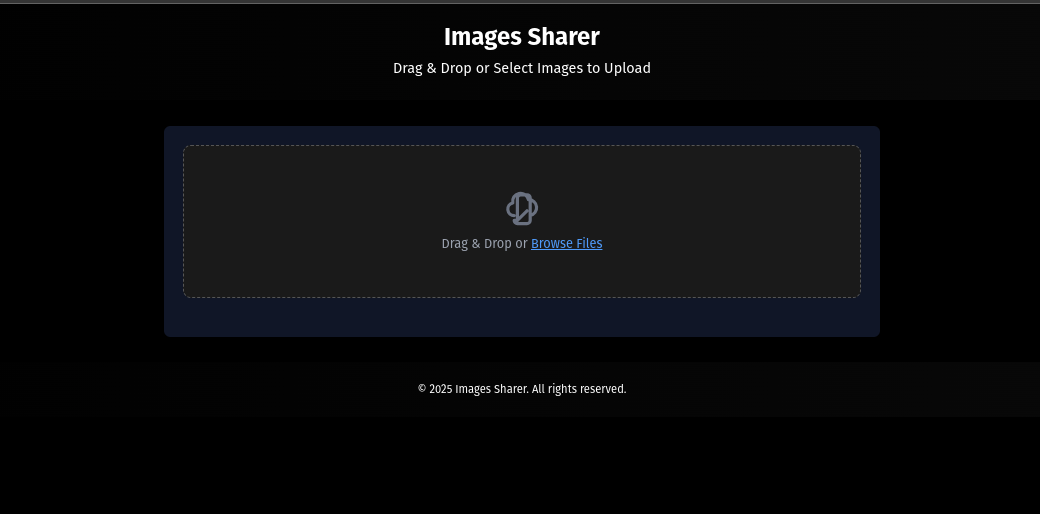 Images Sharer
Drag & Drop or Select Images to Upload
Drag & Drop or Browse Files
© 2025 Images Sharer. All rights reserved.